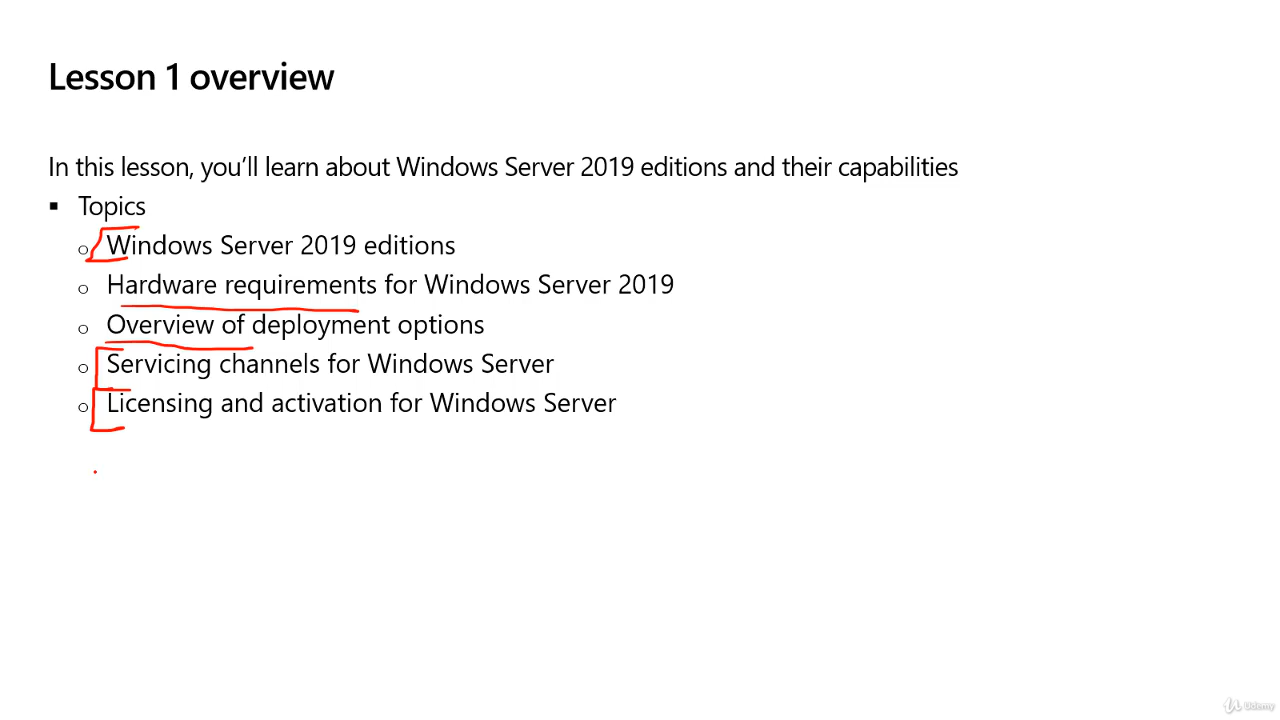 Lesson 1 overview
In this lesson, you'll learn about Windows Server 2019 editions and their capabilities
▪ Topics
o Windows Server 2019 editions
o Hardware requirements for Windows Server 2019
o Overview of deployment options
o Servicing channels for Windows Server
o Licensing and activation for Windows Server
Udemy